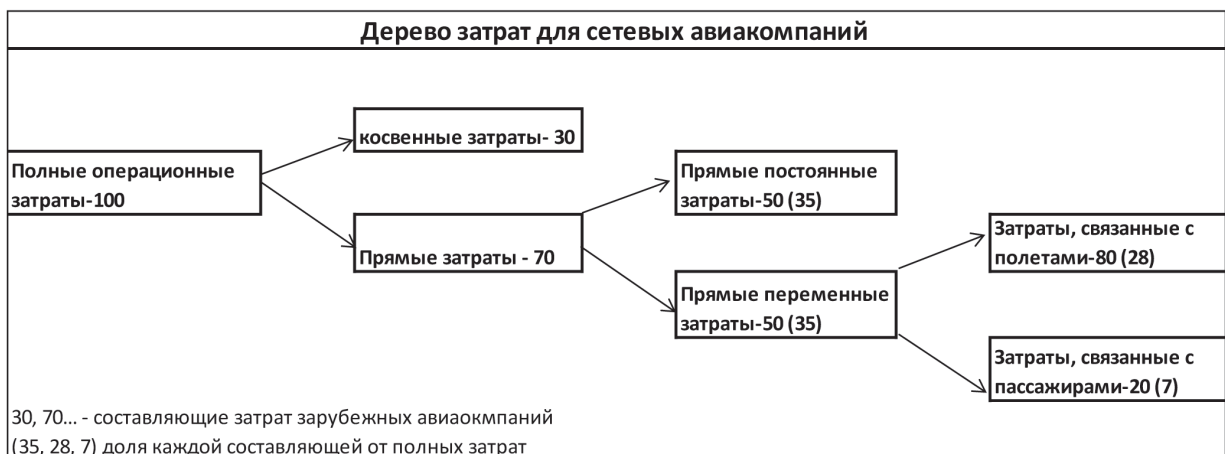 Дерево затрат для сетевых авиакомпаний
косвенные затраты- 30
Полные операционные
затраты-100
Прямые постоянные
затраты-50 (35)
Прямые затраты - 70
Затраты, связанные с
полетами-80 (28)
Прямые переменные
затраты-50 (35)
Затраты, связанные с
пассажирами-20 (7)
30, 70... - составляющие затрат зарубежных авиаокмпаний
(35, 28, 7) доля каждой составляющей от полных затрат